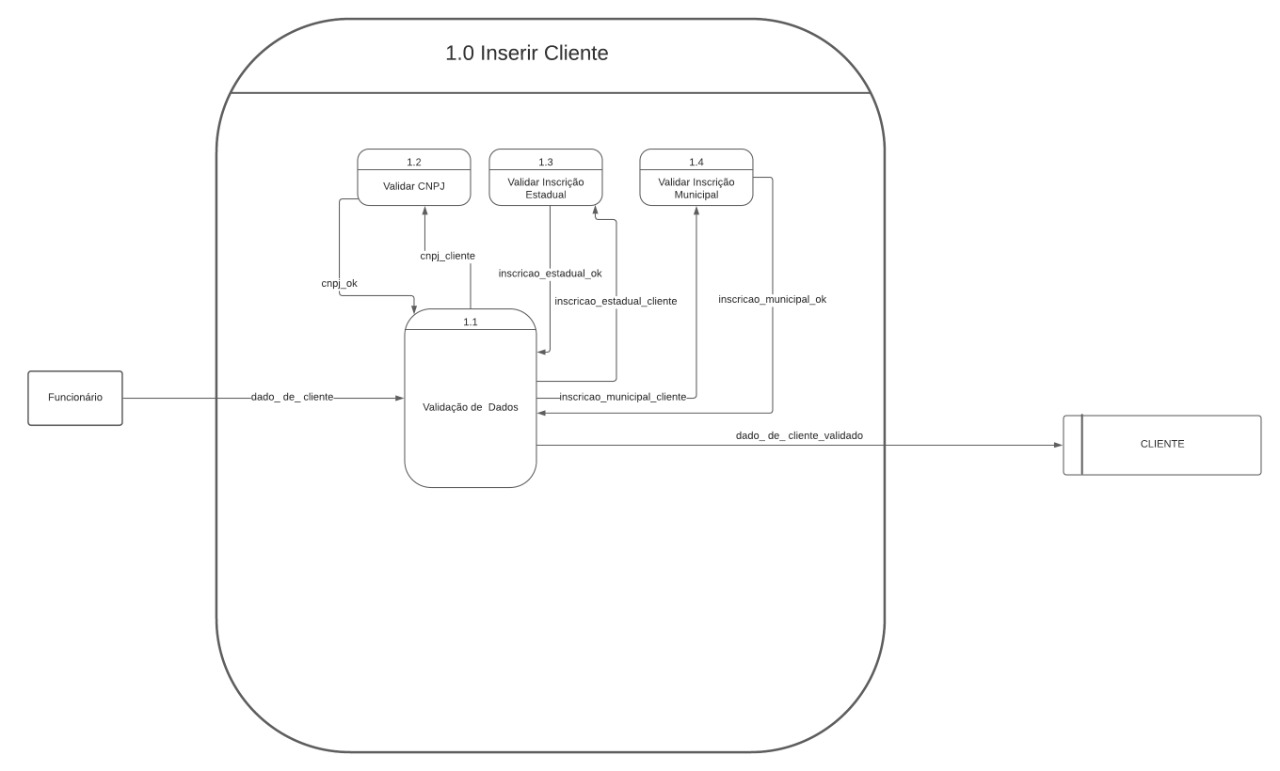 1.0 Inserir Cliente
1.2
Validar CNPJ
1.3
Validar Inscrição
Estadual
1.4
Validar Inscrição
Municipal
cnpj_cliente
inscricao_estadual_ok
cnpj_ok
inscricao_estadual_cliente
inscricao_municipal_ok
1.1
Validação de Dados
Funcionário
dado_ de_ cliente
inscricao_municipal_cliente
dado_ de_ cliente_validado
CLIENTE